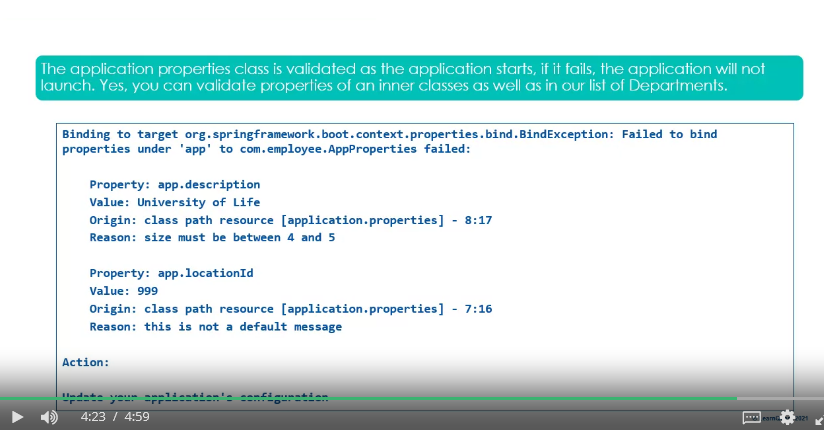 The application properties class is validated as the application starts, if it fails, the application will not
launch. Yes, you can validate properties of an inner classes as well as in our list of Departments.
Binding to target org.springframework.boot.context.properties.bind.BindException: Failed to bind
properties under 'app' to com.employee.AppProperties failed:
Property: app.description
Value: University of Life
Origin: class path resource [application.properties] - 8:17
Reason: size must be between 4 and 5
Property: app.locationId
Value: 999
Origin: class path resource [application.properties] - 7:16
Reason: this is not a default message
Action:
Update your application's configuration
4:23 / 4:59